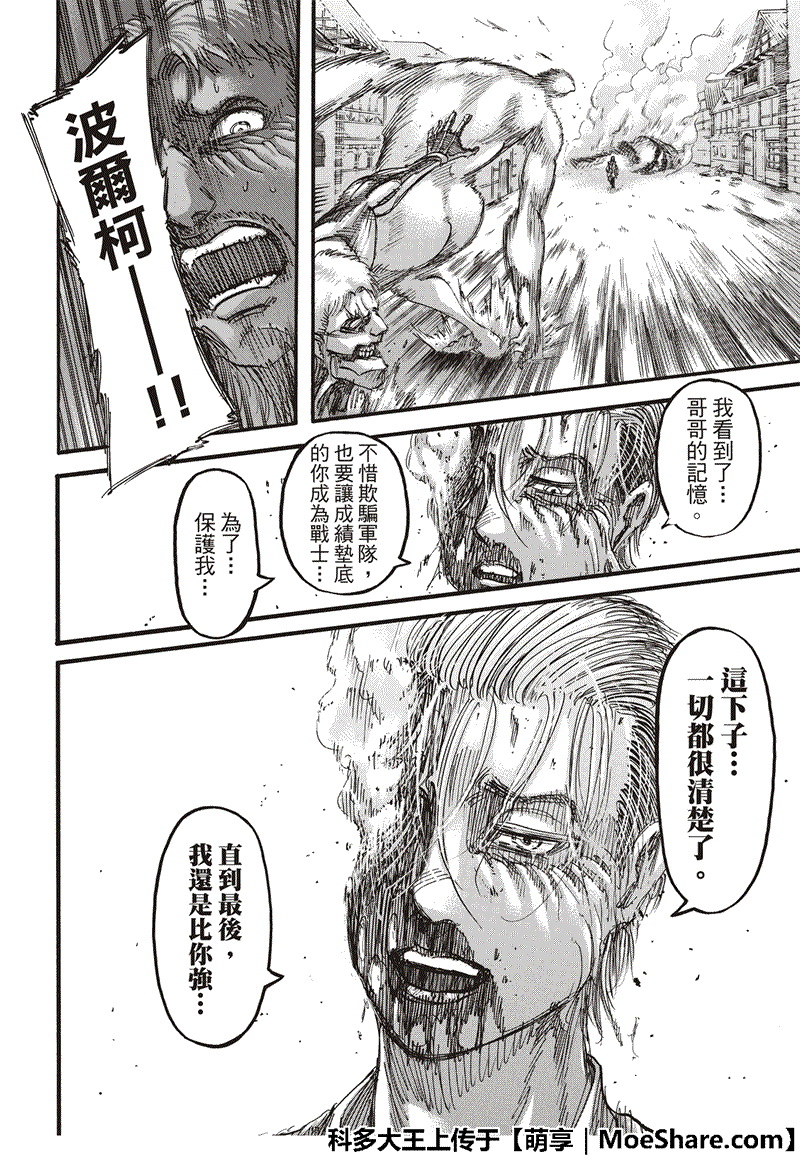 波爾柯——!!
我看到了…
哥哥的記憶。
不惜欺騙軍隊，
也要讓成績墊底
的你成為戰士…
為了…
保護我…
這下子…
一切都很清楚了。
直到最後，
我還是比你強…
科多大王上传于【萌享｜MoeShare.com】